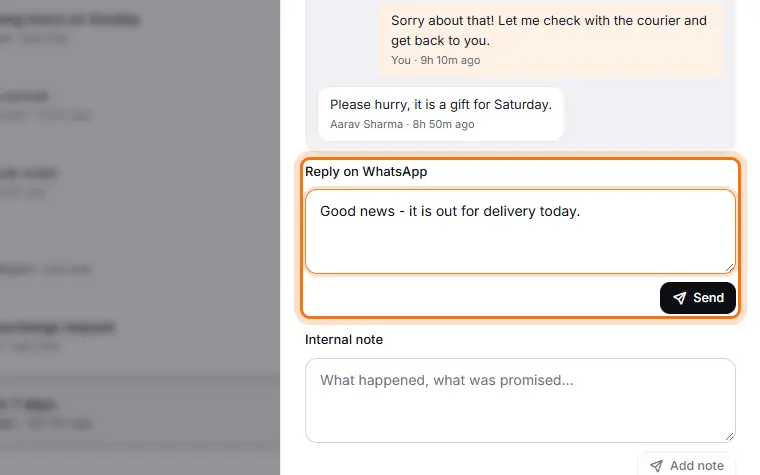 Sorry about that! Let me check with the courier and
get back to you.
You · 9h 10m ago
Please hurry, it is a gift for Saturday.
Aarav Sharma · 8h 50m ago
Reply on WhatsApp
Good news - it is out for delivery today.
Send
Internal note
What happened, what was promised...
Add note